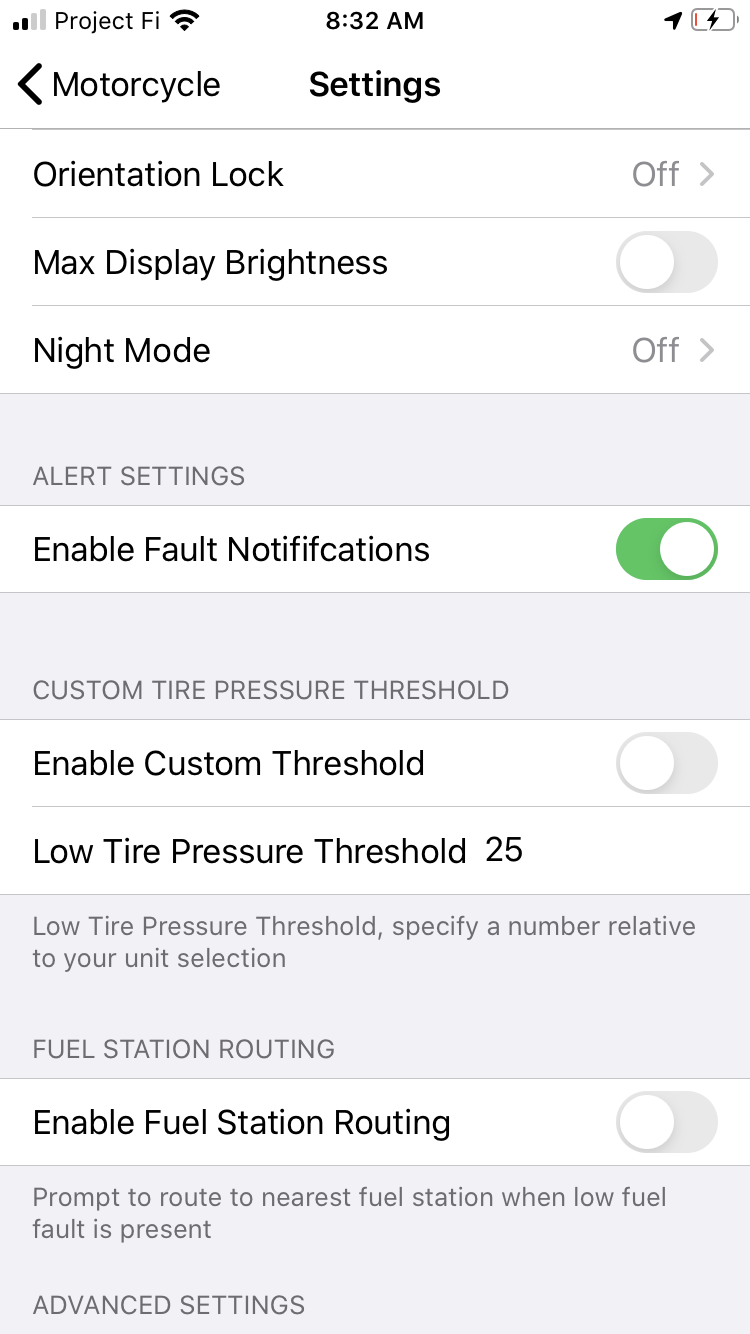 Project Fi 8:32 AM
Motorcycle Settings
Orientation Lock Off
Max Display Brightness
Night Mode Off
ALERT SETTINGS
Enable Fault Notififcations
CUSTOM TIRE PRESSURE THRESHOLD
Enable Custom Threshold
Low Tire Pressure Threshold 25
Low Tire Pressure Threshold, specify a number relative
to your unit selection
FUEL STATION ROUTING
Enable Fuel Station Routing
Prompt to route to nearest fuel station when low fuel
fault is present
ADVANCED SETTINGS